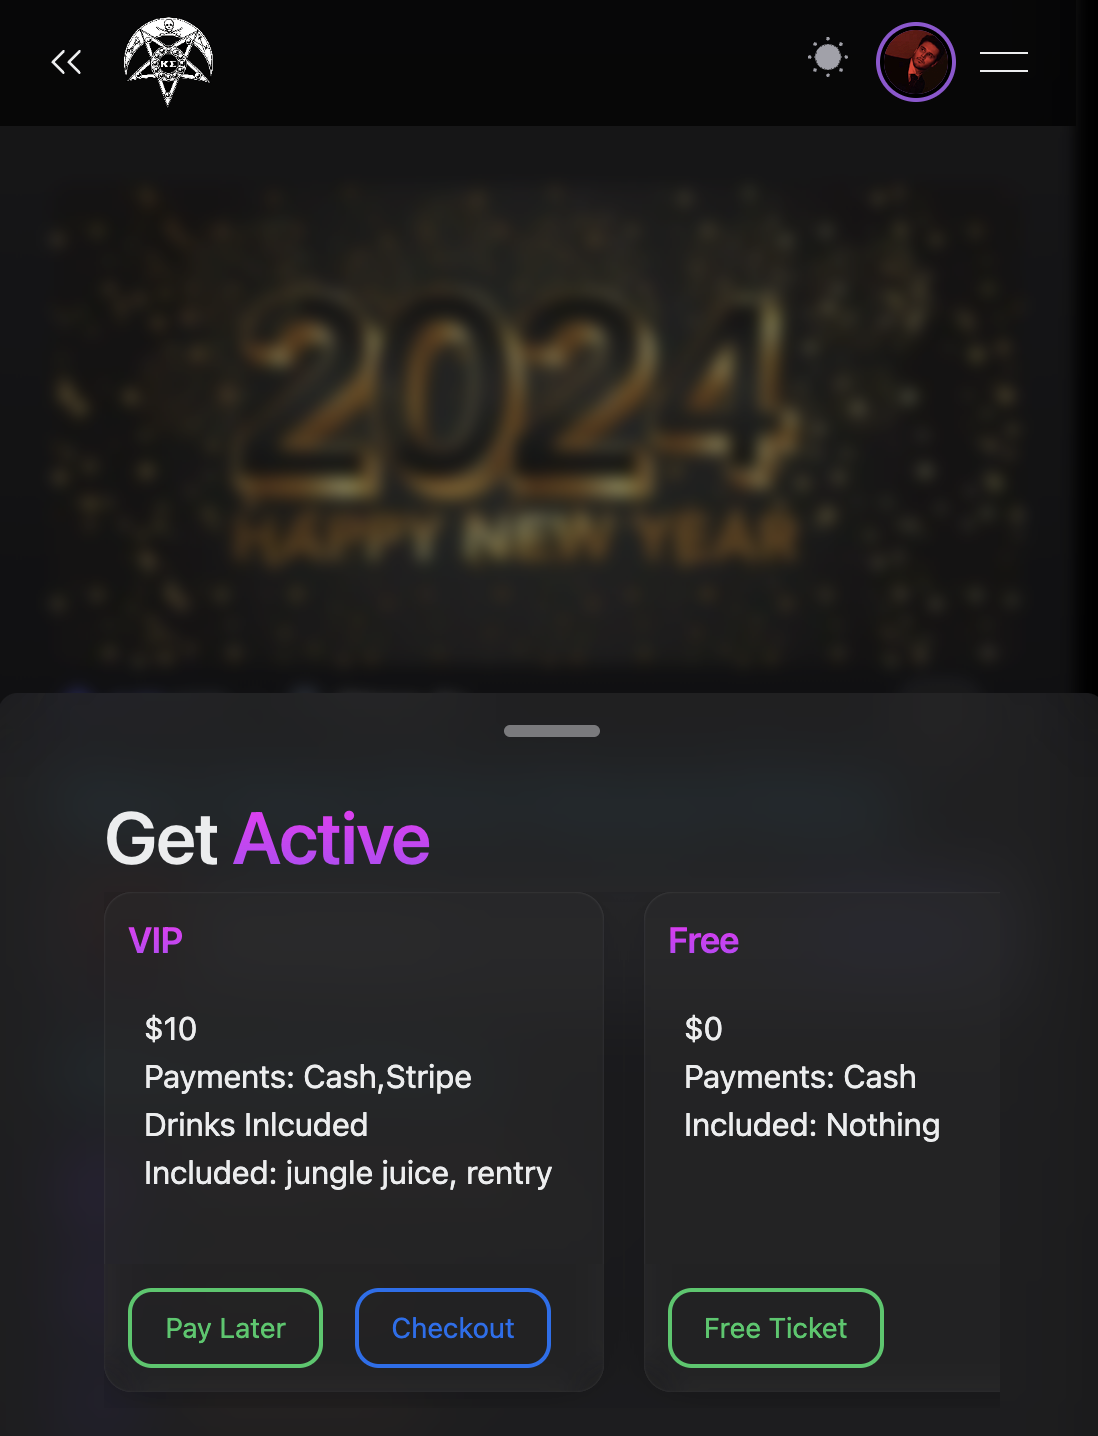 KΣ
2024
HAPPY NEW YEAR
Get Active
VIP
$10
Payments: Cash,Stripe
Drinks Inlcuded
Included: jungle juice, rentry
Pay Later
Checkout
Free
$0
Payments: Cash
Included: Nothing
Free Ticket